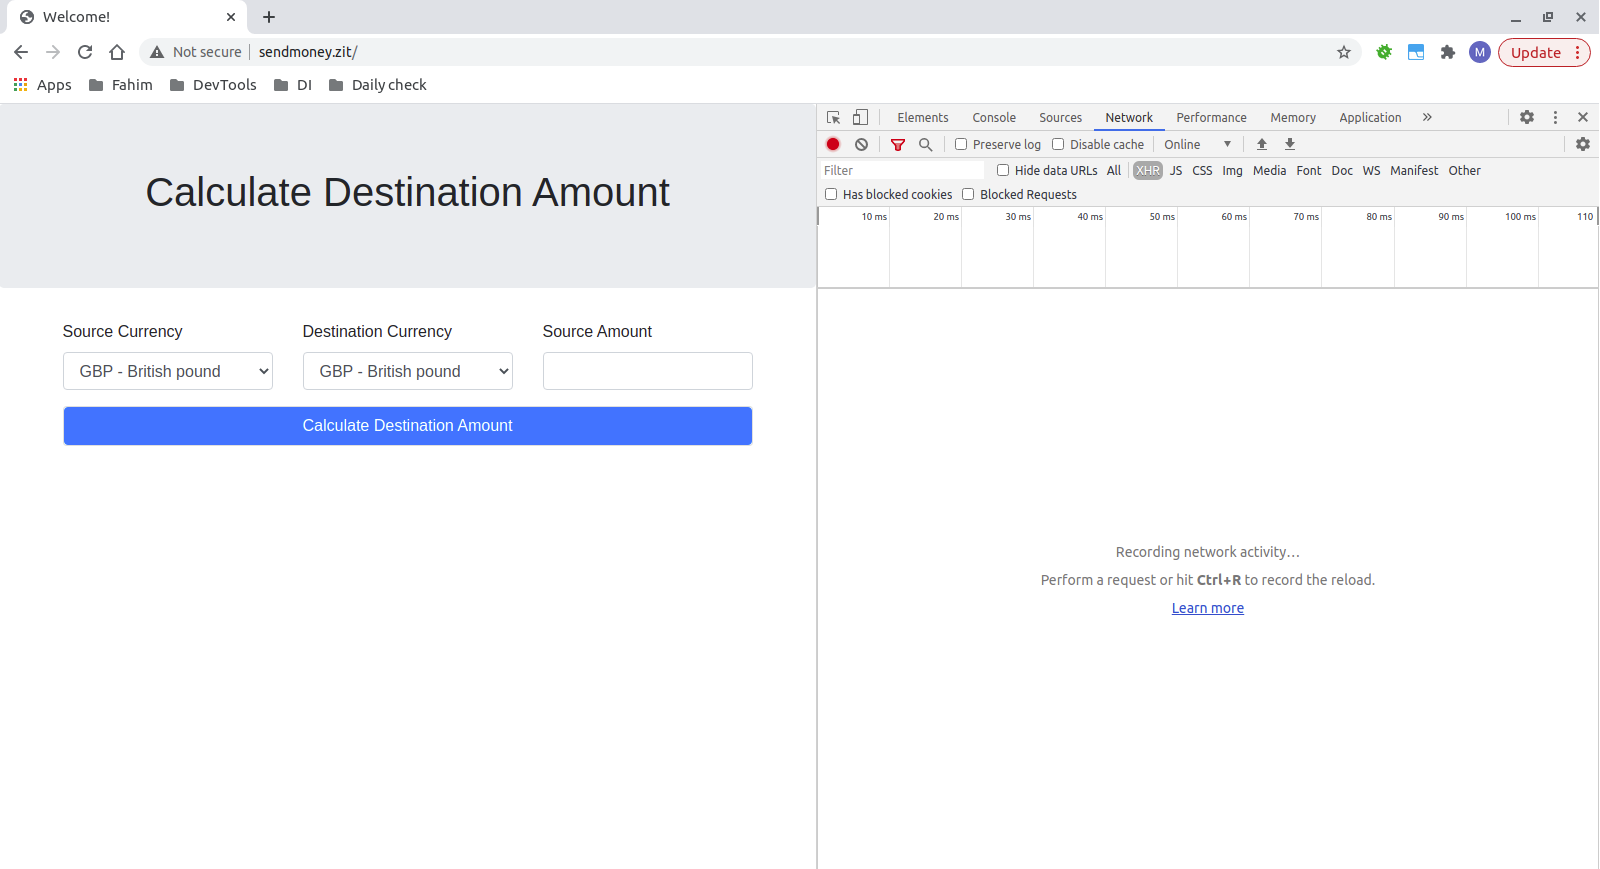 Welcome!
Not secure sendmoney.zit/
M
Update
Apps Fahim DevTools DI Daily check
Calculate Destination Amount
Source Currency Destination Currency Source Amount
GBP - British pound GBP - British pound
Calculate Destination Amount
Elements Console Sources Network Performance Memory Application »
Preserve log Disable cache Online
Filter Hide data URLs All XHR JS CSS Img Media Font Doc WS Manifest Other
Has blocked cookies Blocked Requests
10 ms 20 ms 30 ms 40 ms 50 ms 60 ms 70 ms 80 ms 90 ms 100 ms 110
Recording network activity…
Perform a request or hit Ctrl+R to record the reload.
Learn more